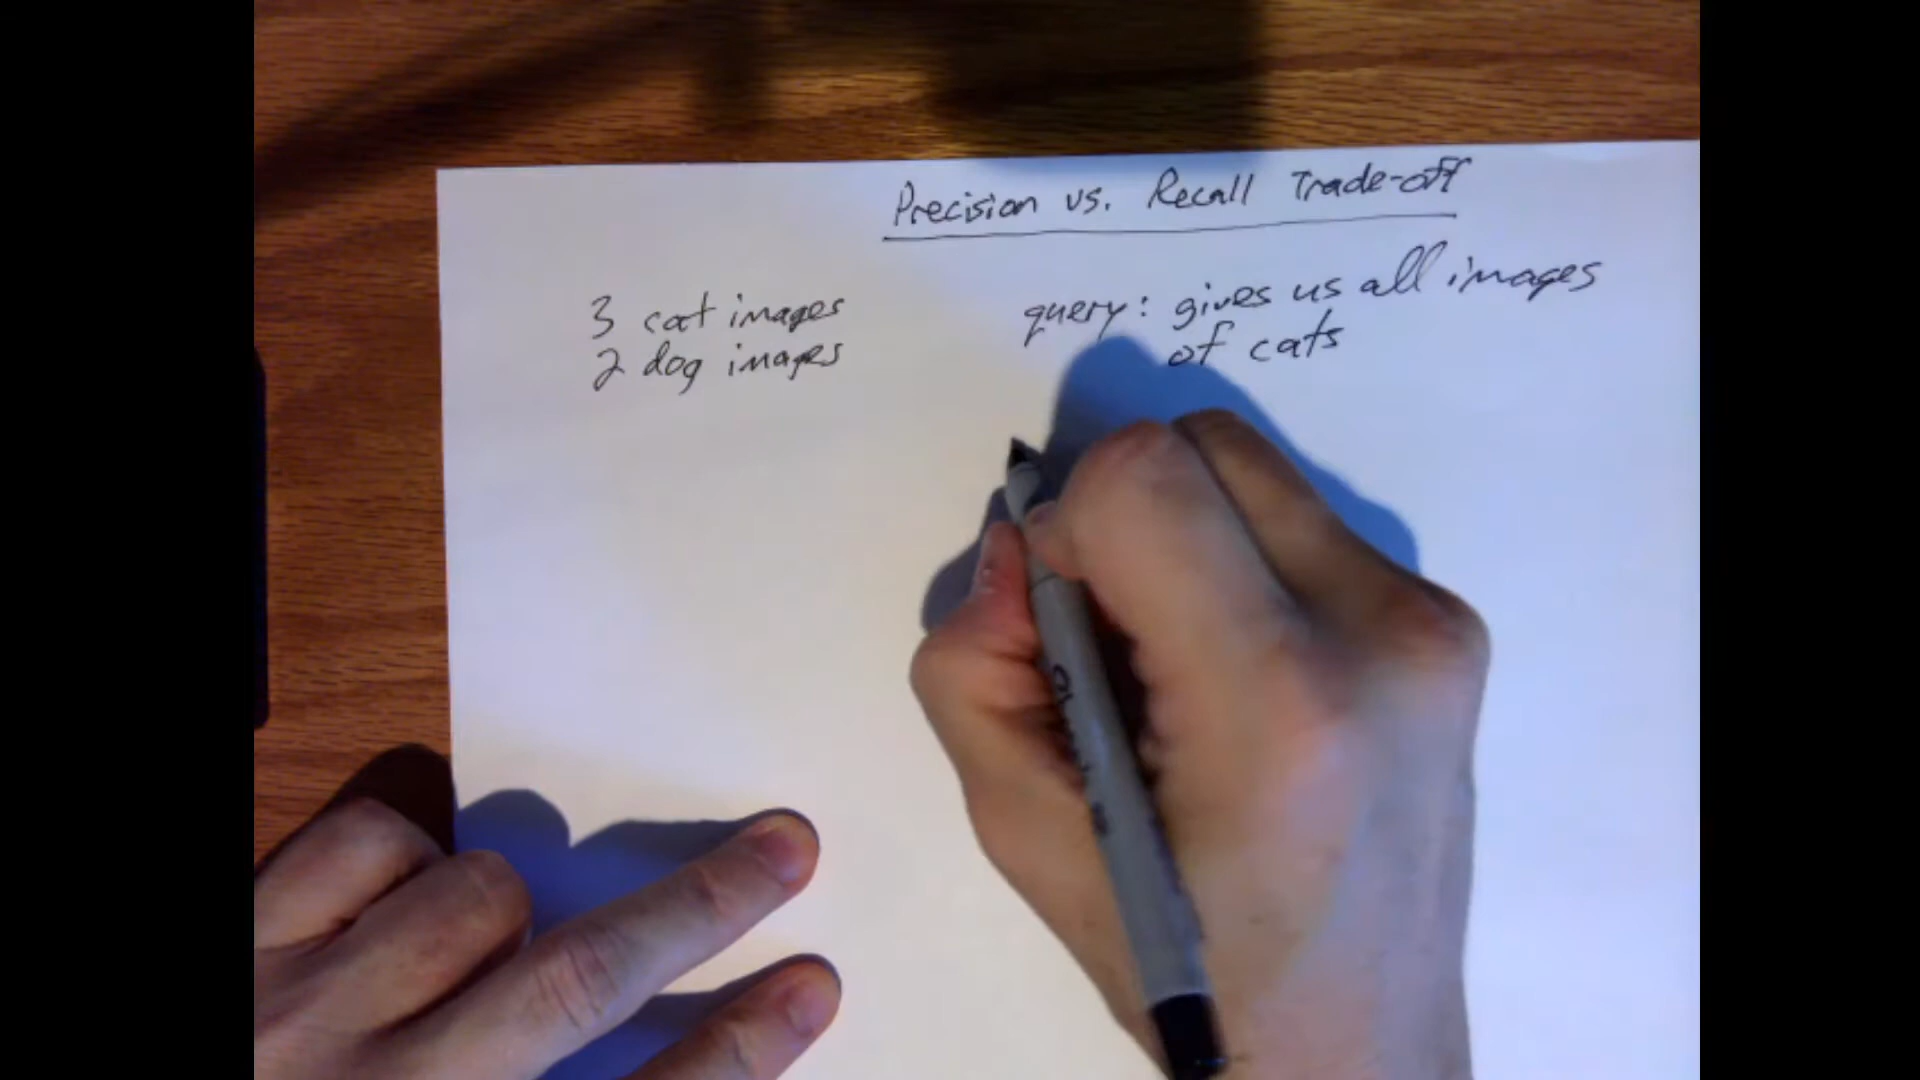 Precision vs. Recall Trade-off
3 cat images
2 dog images
query: gives us all images
of cats